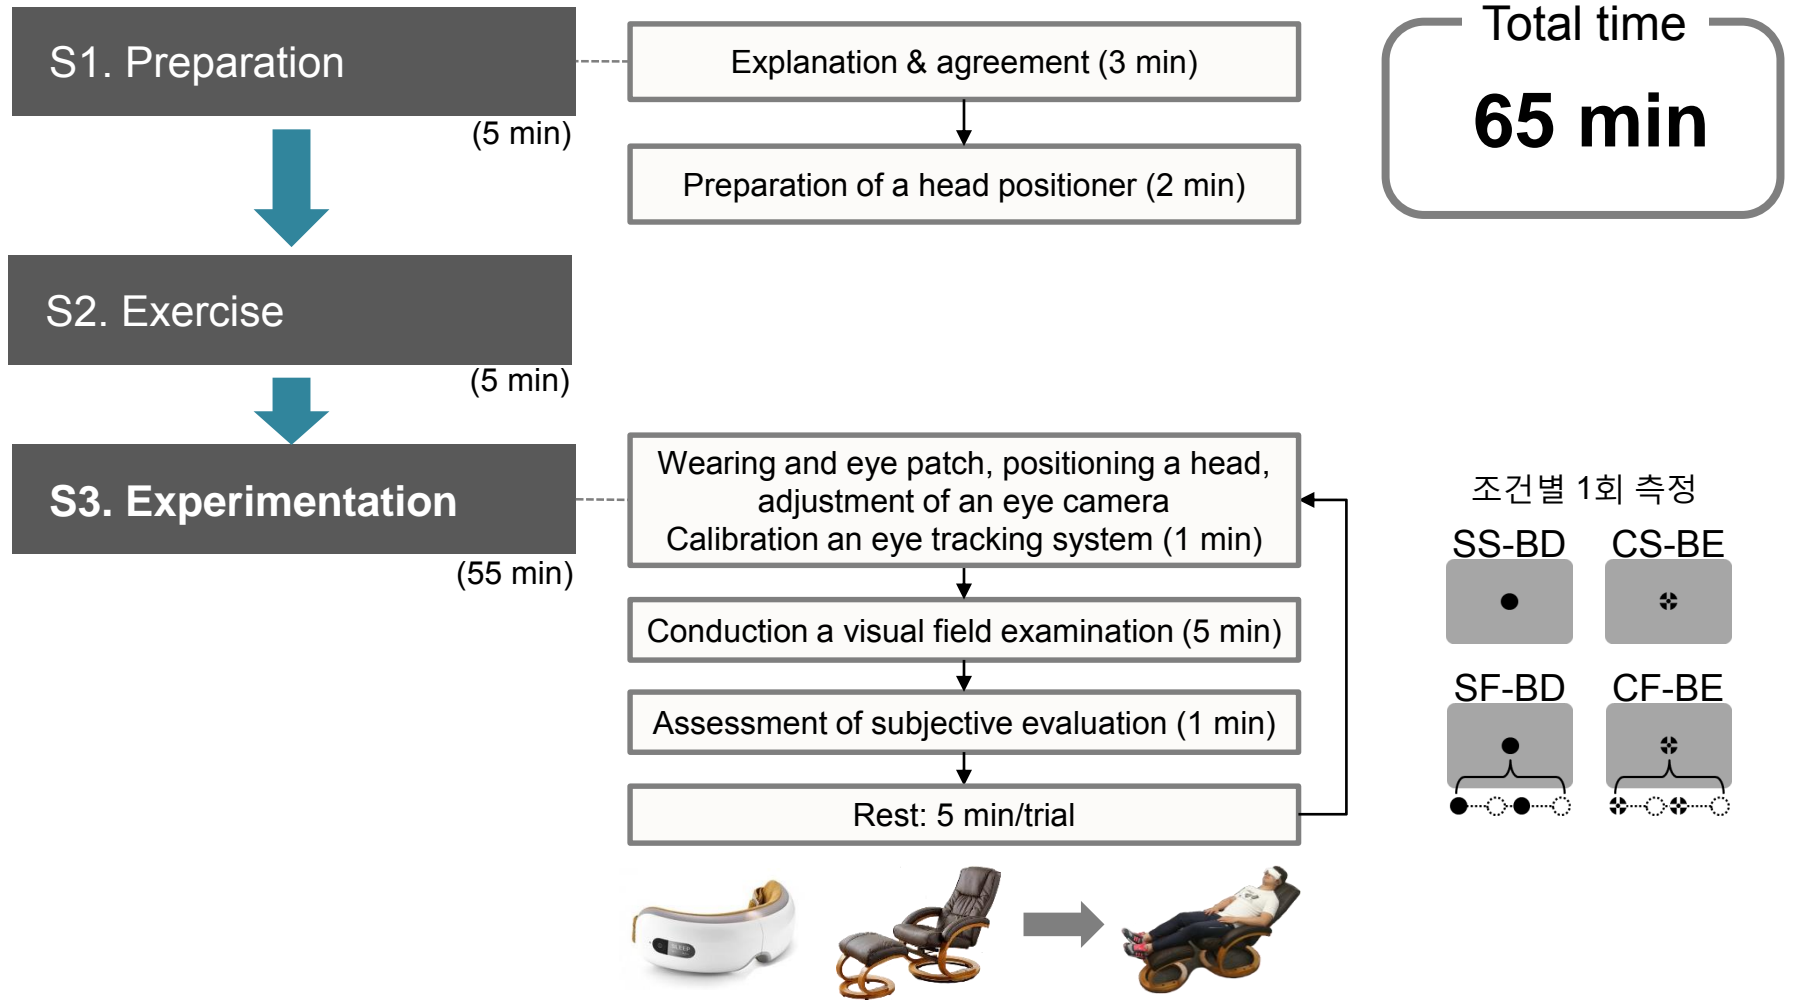 S1. Preparation
(5 min)
Explanation & agreement (3 min)
Preparation of a head positioner (2 min)
Total time
65 min
S2. Exercise
(5 min)
S3. Experimentation
(55 min)
Wearing and eye patch, positioning a head,
adjustment of an eye camera
Calibration an eye tracking system (1 min)
Conduction a visual field examination (5 min)
Assessment of subjective evaluation (1 min)
Rest: 5 min/trial
조건별 1회 측정
SS-BD
CS-BE
SF-BD
CF-BE
SLEEP